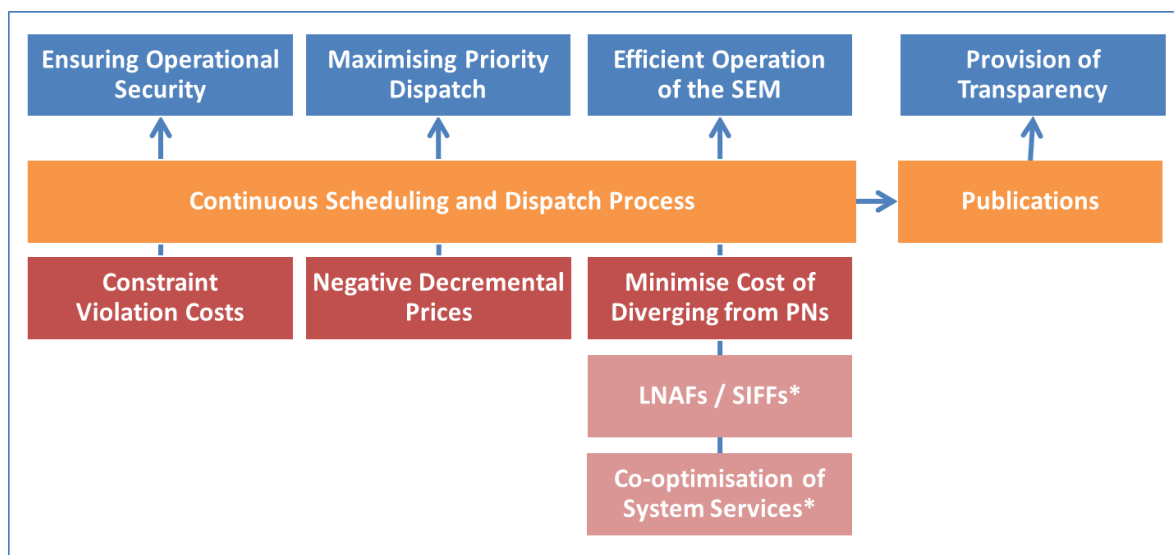 Ensuring Operational
Security
Maximising Priority
Dispatch
Efficient Operation
of the SEM
Provision of
Transparency
Continuous Scheduling and Dispatch Process
Publications
Constraint
Violation Costs
Negative Decremental
Prices
Minimise Cost of
Diverging from PNs
LNAFs / SIFFs*
Co-optimisation of
System Services*